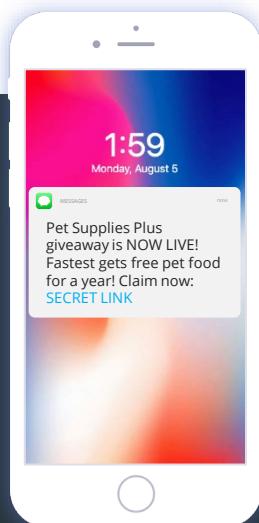 1:59
Monday, August 5
MESSAGES
now
Pet Supplies Plus
giveaway is NOW LIVE!
Fastest gets free pet food
for a year! Claim now:
SECRET LINK